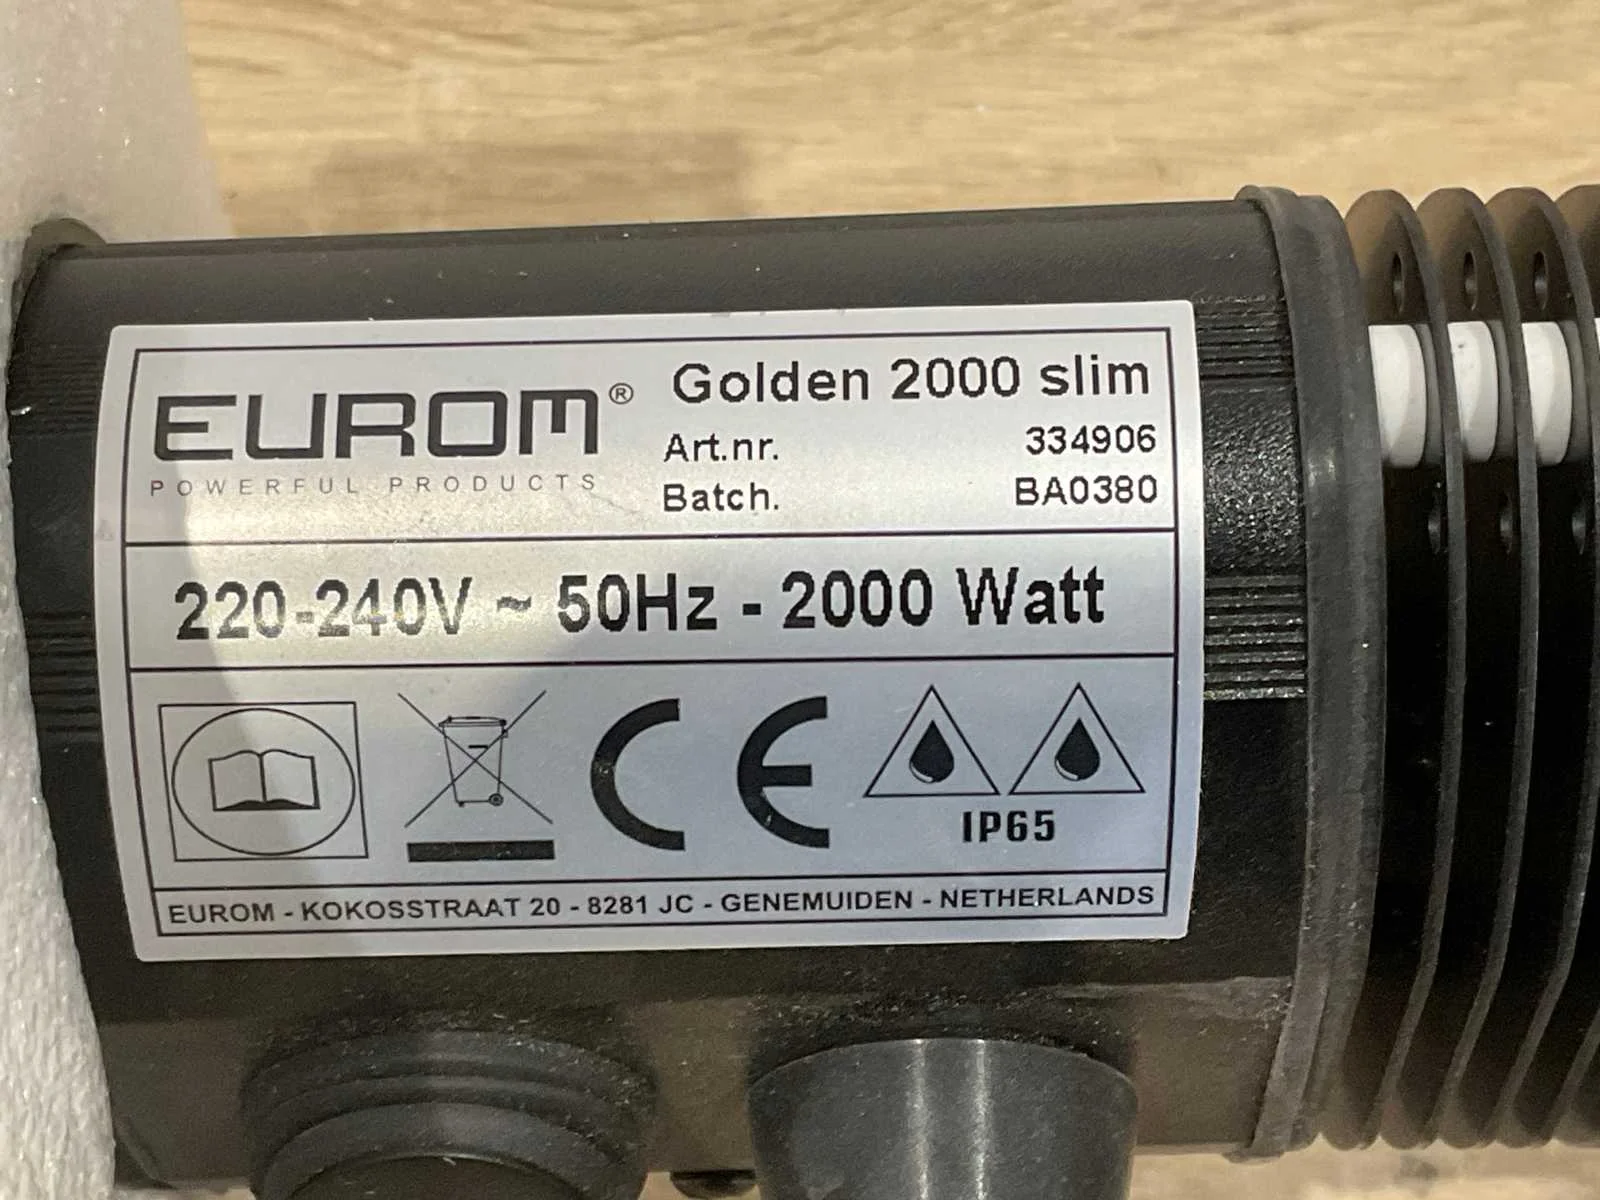 EUROM®
POWERFUL PRODUCTS
Golden 2000 slim
Art.nr. 334906
Batch. BA0380
220-240V ~ 50Hz - 2000 Watt
CE
IP65
EUROM - KOKOSSTRAAT 20 - 8281 JC - GENEMUIDEN - NETHERLANDS